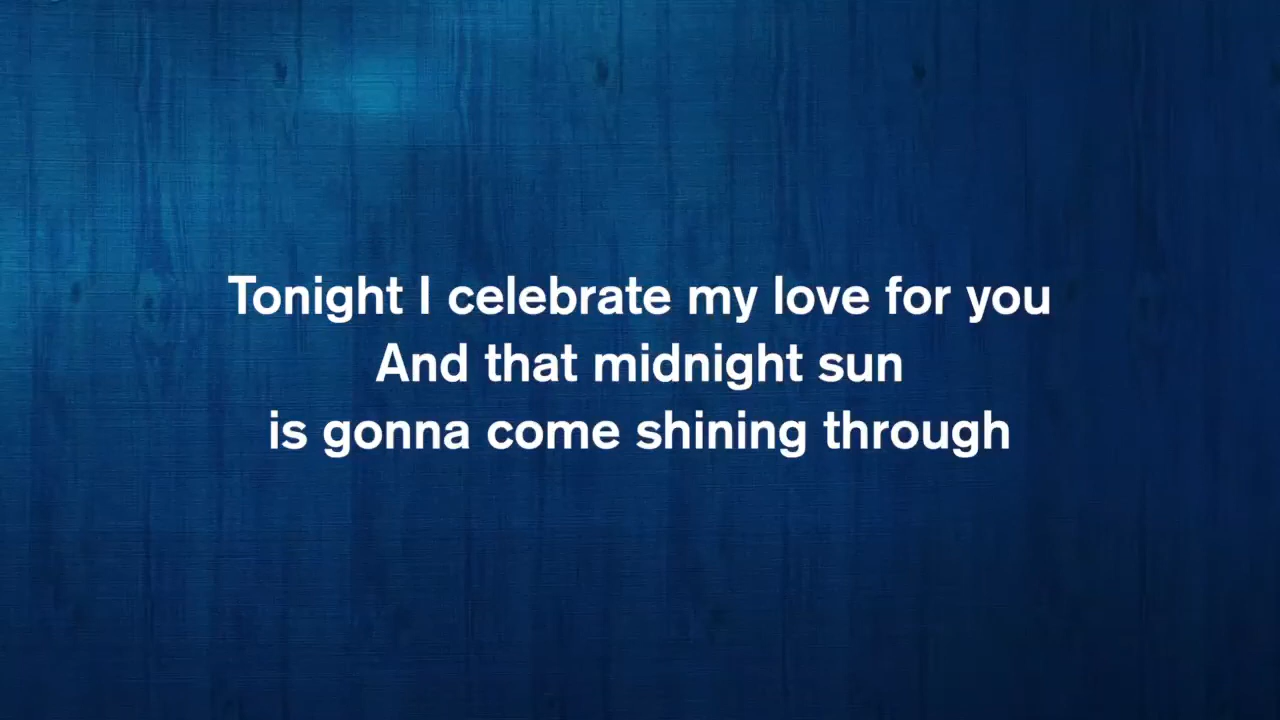 Tonight I celebrate my love for you
And that midnight sun
is gonna come shining through